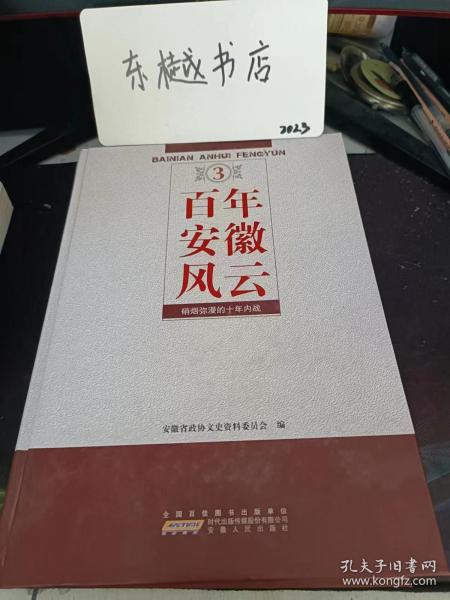 东越书店
2023
BAINIAN ANHUI FENGYUN
3
百年
安徽
风云
硝烟弥漫的十年内战
安徽省政协文史资料委员会 编
全国百佳图书出版单位
时代出版传媒股份有限公司
安徽人民出版社
孔夫子旧书网
www.kongfz.com